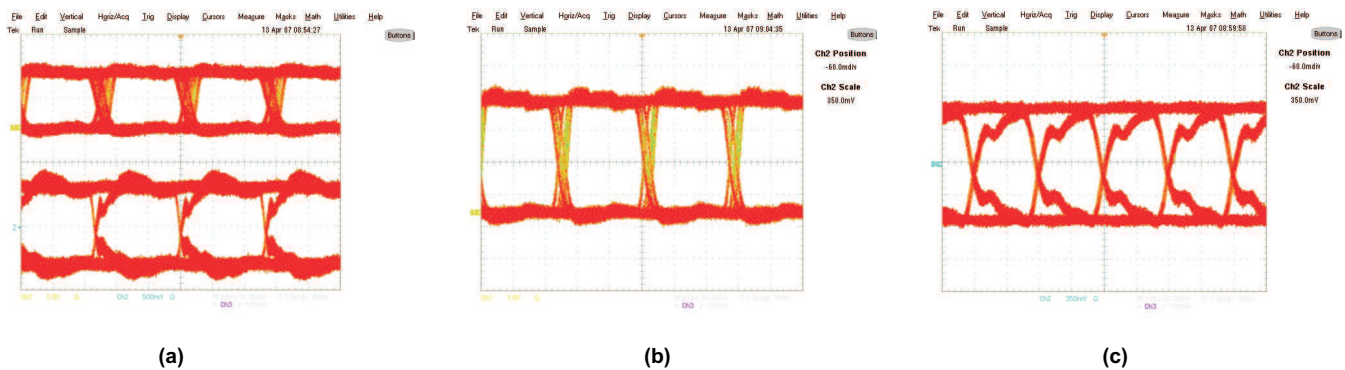 File Edit Vertical Horiz/Acq Trig Display Cursors Measure Masks Math Utilities Help
Tek Run Sample 13 Apr 07 08:54:27 Buttons
2
Ch2 500mV Ω
Ch3
(a)
File Edit Vertical Horiz/Acq Trig Display Cursors Measure Masks Math Utilities Help
Tek Run Sample 13 Apr 07 09:04:35 Buttons
Ch2 Position
-60.0mdiv
Ch2 Scale
350.0mV
Ch3
(b)
File Edit Vertical Horiz/Acq Trig Display Cursors Measure Masks Math Utilities Help
Tek Run Sample 13 Apr 07 08:59:58 Buttons
Ch2 Position
-60.0mdiv
Ch2 Scale
350.0mV
Ch2 350mV Ω
Ch3
(c)